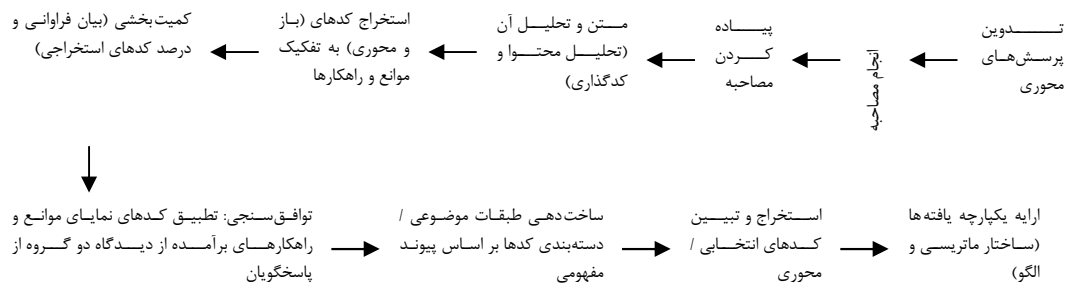 تدوین
پرسش‌های
محوری
انجام مصاحبه
پیاده
کردن
مصاحبه
متن و تحلیل آن
(تحلیل محتوا و
کدگذاری)
استخراج کدهای (باز
و محوری) به تفکیک
موانع و راهکارها
کمیت‌بخشی (بیان فراوانی و
درصد کدهای استخراجی)
توافق‌سنجی: تطبیق کدهای نمایای موانع و
راهکارهای برآمده از دیدگاه دو گروه از
پاسخگویان
ساخت‌دهی طبقات موضوعی /
دسته‌بندی کدها بر اساس پیوند
مفهومی
استخراج و تبیین
کدهای انتخابی /
محوری
ارایه یکپارچه یافته‌ها
(ساختار ماتریسی و
الگو)